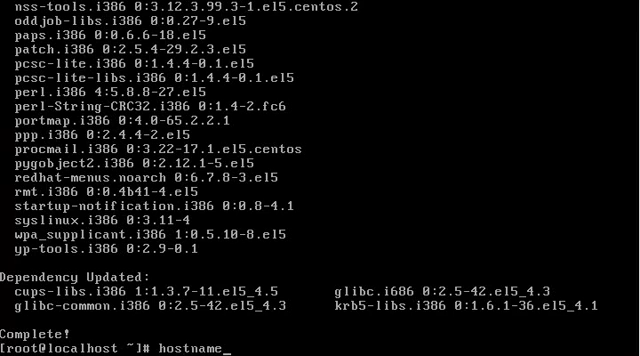 nss-tools.i386 0:3.12.3.99.3-1.el5.centos.2
oddjob-libs.i386 0:0.27-9.el5
paps.i386 0:0.6.6-18.el5
patch.i386 0:2.5.4-29.2.3.el5
pcsc-lite.i386 0:1.4.4-0.1.el5
pcsc-lite-libs.i386 0:1.4.4-0.1.el5
perl.i386 4:5.8.8-27.el5
perl-String-CRC32.i386 0:1.4-2.fc6
portmap.i386 0:4.0-65.2.2.1
ppp.i386 0:2.4.4-2.el5
procmail.i386 0:3.22-17.1.el5.centos
pygobject2.i386 0:2.12.1-5.el5
redhat-menus.noarch 0:6.7.8-3.el5
rmt.i386 0:0.4b41-4.el5
startup-notification.i386 0:0.8-4.1
syslinux.i386 0:3.11-4
wpa_supplicant.i386 1:0.5.10-8.el5
yp-tools.i386 0:2.9-0.1
Dependency Updated:
cups-libs.i386 1:1.3.7-11.el5_4.5 glibc.i686 0:2.5-42.el5_4.3
glibc-common.i386 0:2.5-42.el5_4.3 krb5-libs.i386 0:1.6.1-36.el5_4.1
Complete!
[root@localhost ~]# hostname_